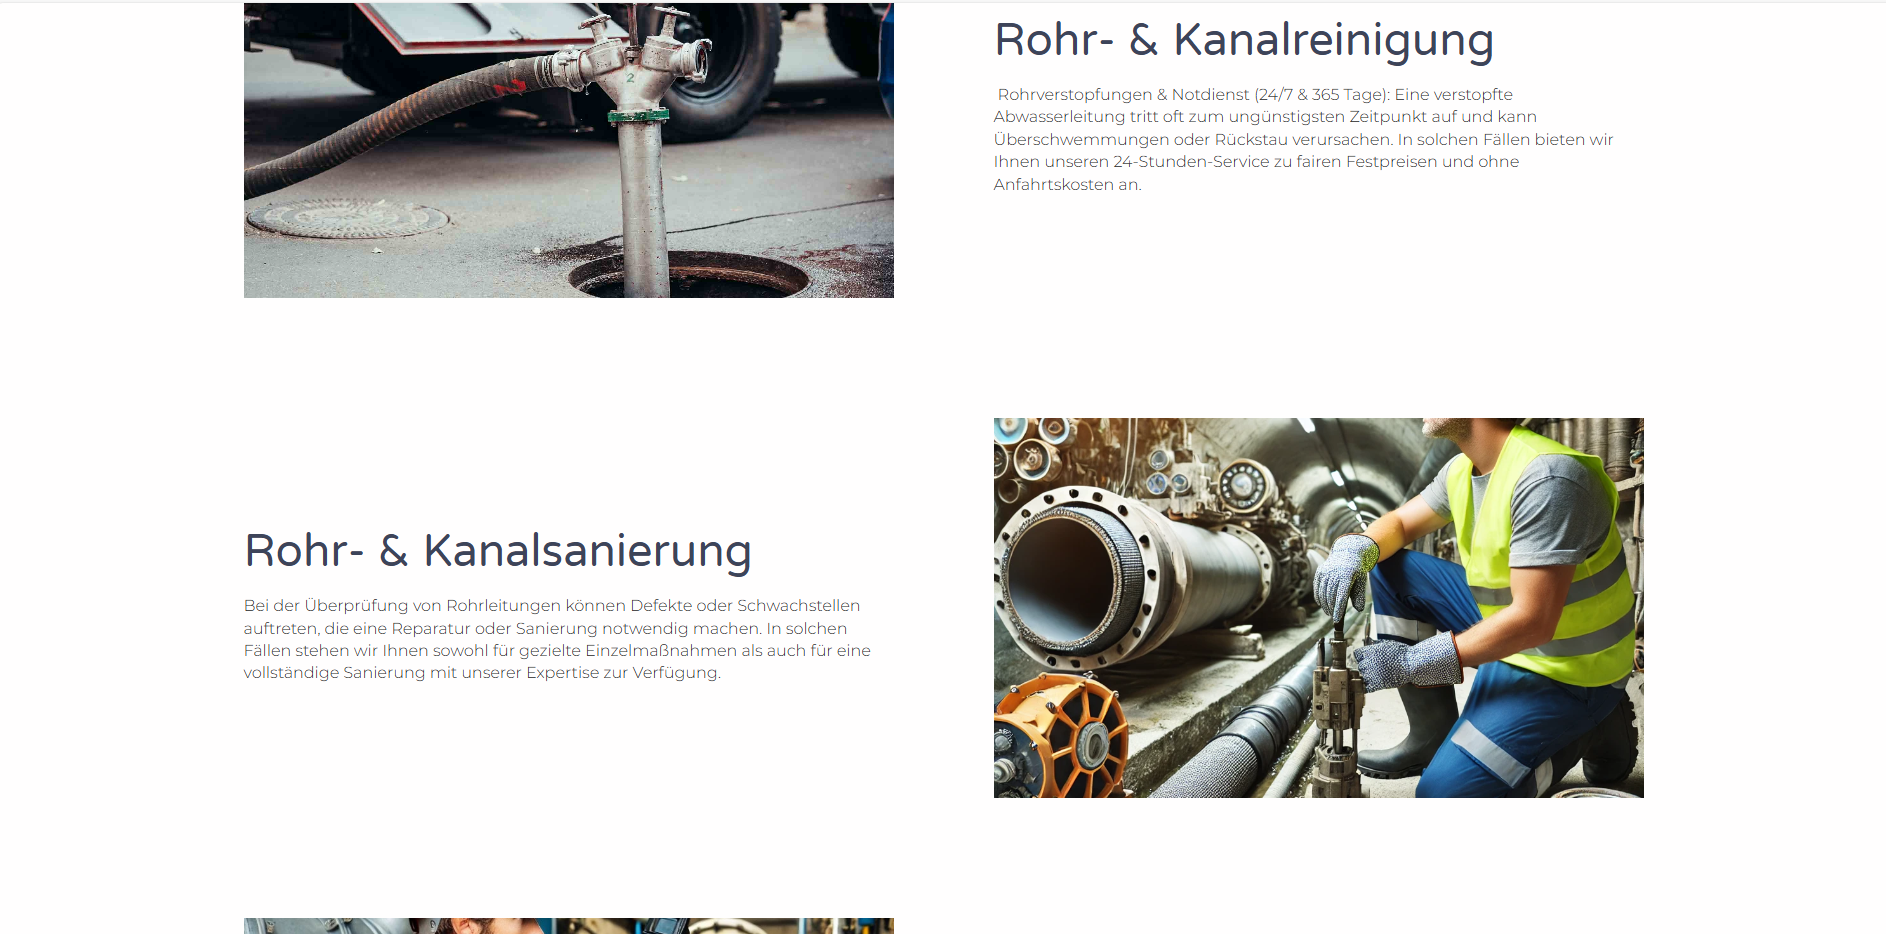 2
Rohr- & Kanalreinigung
Rohrverstopfungen & Notdienst (24/7 & 365 Tage): Eine verstopfte
Abwasserleitung tritt oft zum ungünstigsten Zeitpunkt auf und kann
Überschwemmungen oder Rückstau verursachen. In solchen Fällen bieten wir
Ihnen unseren 24-Stunden-Service zu fairen Festpreisen und ohne
Anfahrtskosten an.
Rohr- & Kanalsanierung
Bei der Überprüfung von Rohrleitungen können Defekte oder Schwachstellen
auftreten, die eine Reparatur oder Sanierung notwendig machen. In solchen
Fällen stehen wir Ihnen sowohl für gezielte Einzelmaßnahmen als auch für eine
vollständige Sanierung mit unserer Expertise zur Verfügung.